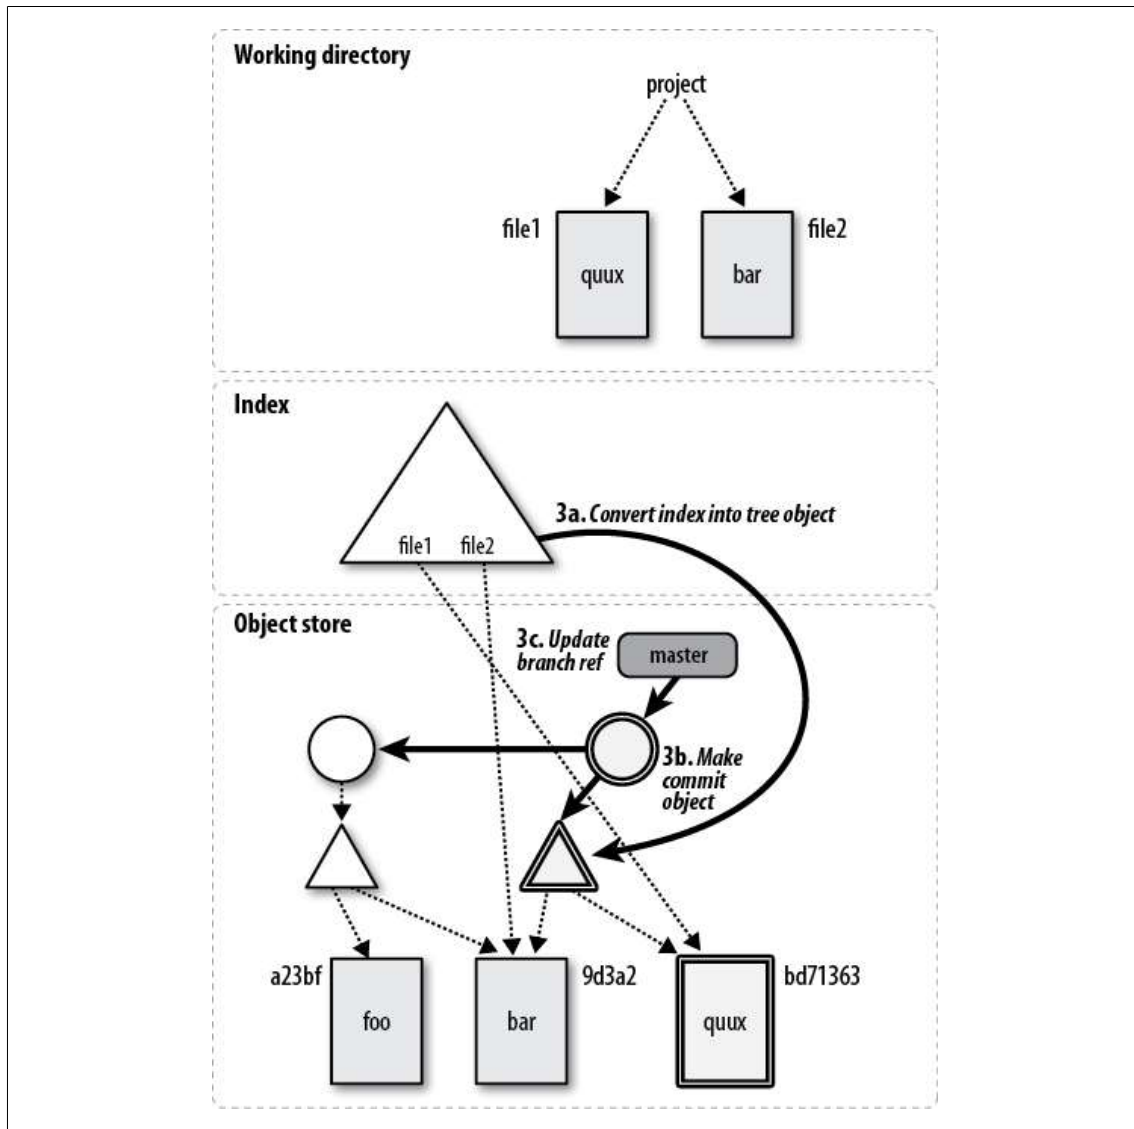 Working directory
project
file1
file2
quux
bar
Index
3a. Convert index into tree object
file1
file2
Object store
3c. Update
branch ref
master
3b. Make
commit
object
a23bf
foo
bar
9d3a2
quux
bd71363